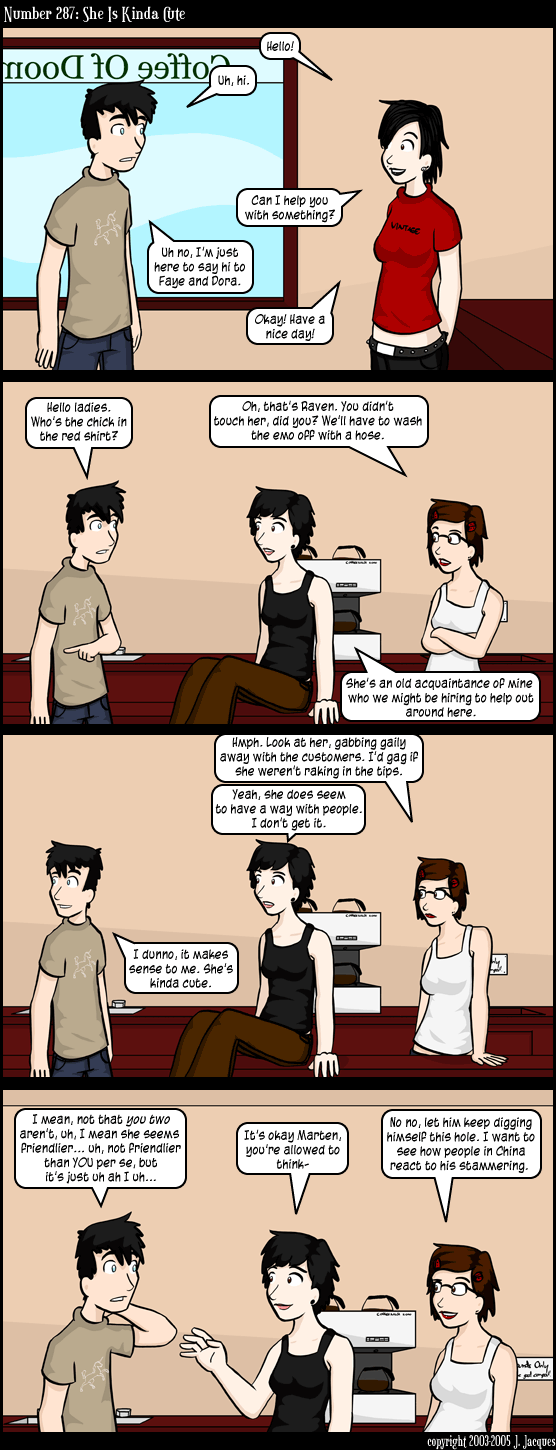 Number 287: She Is Kinda Cute
Coffee Of Doom
Hello!
Uh, hi.
Can I help you
with something?
Uh no, I'm just
here to say hi to
Faye and Dora.
Okay! Have a
nice day!
VINTAGE
Hello ladies.
Who's the chick in
the red shirt?
Oh, that's Raven. You didn't
touch her, did you? We'll have to wash
the emo off with a hose.
She's an old acquaintance of mine
who we might be hiring to help out
around here.
Hmph. Look at her, gabbing gaily
away with the customers. I'd gag if
she weren't raking in the tips.
Yeah, she does seem
to have a way with people.
I don't get it.
I dunno, it makes
sense to me. She's
kinda cute.
I mean, not that you two
aren't, uh, I mean she seems
friendlier... uh, not friendlier
than YOU per se, but
it's just uh ah I uh...
It's okay Marten,
you're allowed to
think-
No no, let him keep digging
himself this hole. I want to
see how people in China
react to his stammering.
Only
copyright 2003-2005 J. Jacques